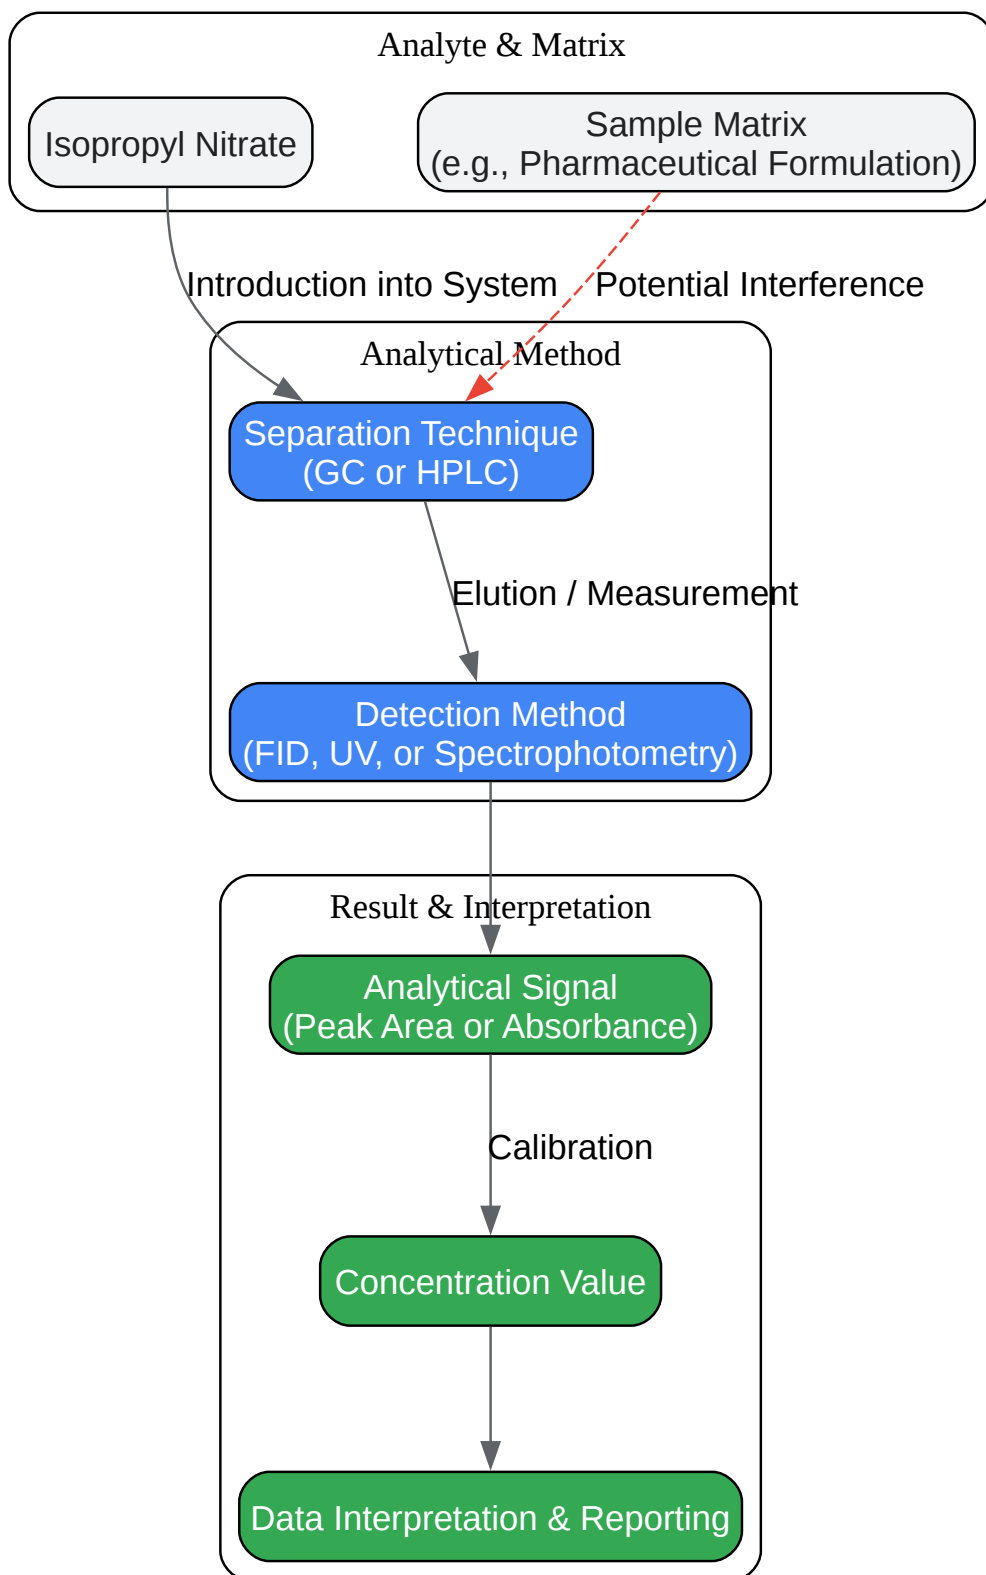 Analyte & Matrix
Isopropyl Nitrate
Sample Matrix
(e.g., Pharmaceutical Formulation)
Introduction into System
Potential Interference
Analytical Method
Separation Technique
(GC or HPLC)
Elution / Measurement
Detection Method
(FID, UV, or Spectrophotometry)
Result & Interpretation
Analytical Signal
(Peak Area or Absorbance)
Calibration
Concentration Value
Data Interpretation & Reporting